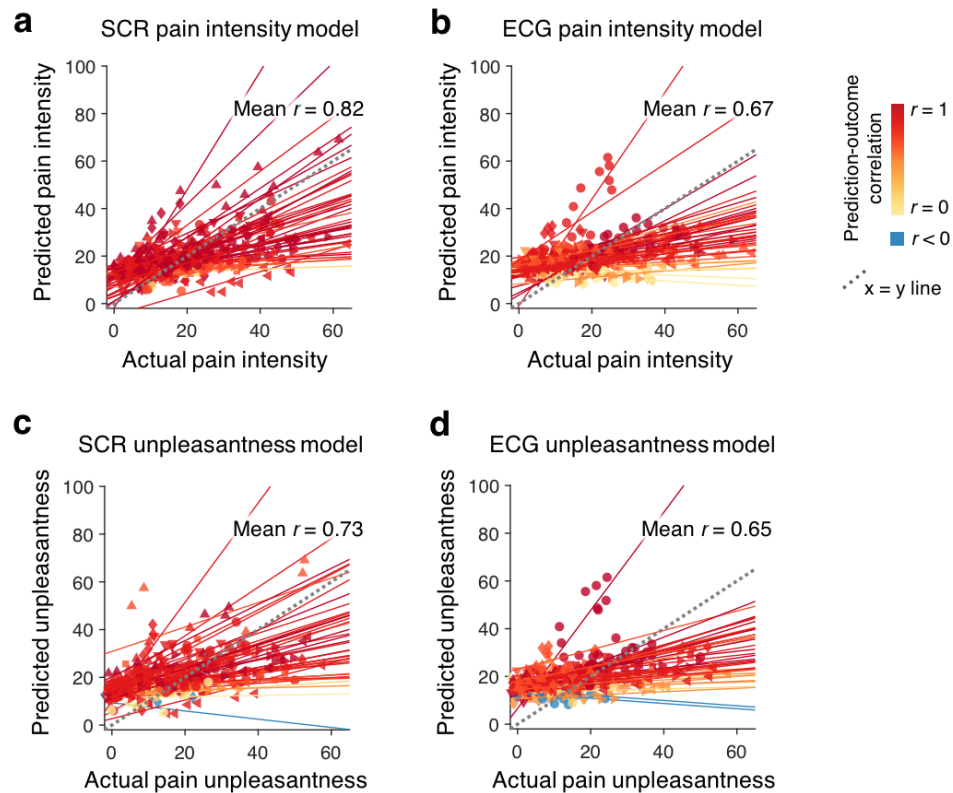 a
SCR pain intensity model
100
80
60
40
20
0
Predicted pain intensity
Mean r = 0.82
0 20 40 60
Actual pain intensity
b
ECG pain intensity model
100
80
60
40
20
0
Predicted pain intensity
Mean r = 0.67
0 20 40 60
Actual pain intensity
Prediction-outcome
correlation
r = 1
r = 0
r < 0
x = y line
c
SCR unpleasantness model
100
80
60
40
20
0
Predicted unpleasantness
Mean r = 0.73
0 20 40 60
Actual pain unpleasantness
d
ECG unpleasantness model
100
80
60
40
20
0
Predicted unpleasantness
Mean r = 0.65
0 20 40 60
Actual pain unpleasantness